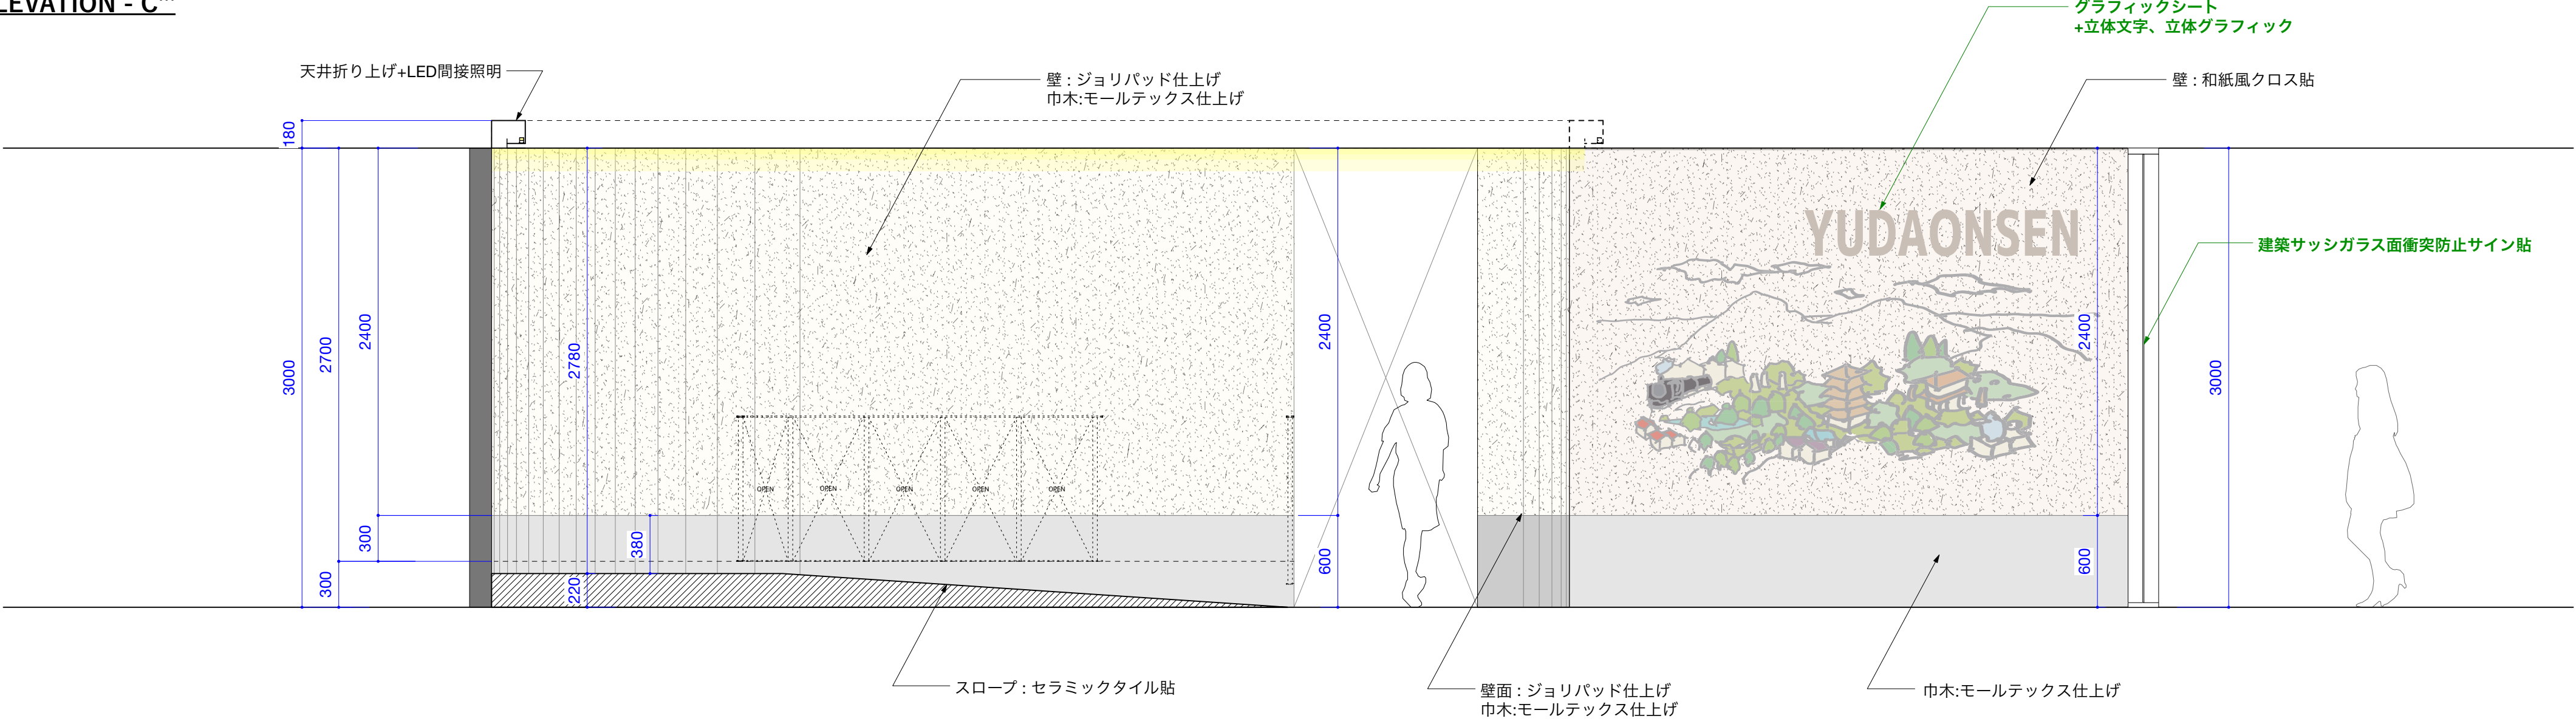 ELEVATION - C'''
グラフィックシート
+立体文字、立体グラフィック
天井折り上げ+LED間接照明
壁 : ジョリパッド仕上げ
巾木:モールテックス仕上げ
壁 : 和紙風クロス貼
180
YUDAONSEN
建築サッシガラス面衝突防止サイン貼
3000
2700
2400
2780
2400
2400
3000
OPEN
OPEN
OPEN
OPEN
OPEN
300
380
300
220
600
600
スロープ : セラミックタイル貼
壁面 : ジョリパッド仕上げ
巾木:モールテックス仕上げ
巾木:モールテックス仕上げ